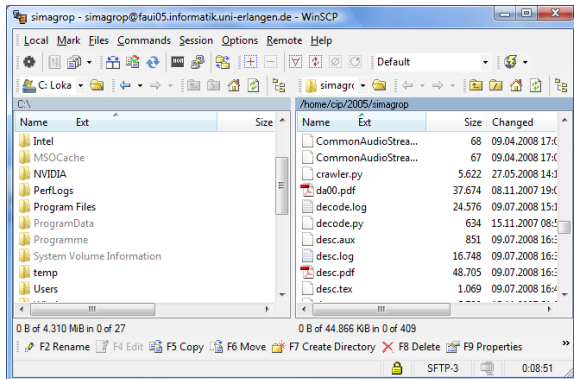 simagrop - simagrop@faui05.informatik.uni-erlangen.de - WinSCP
Local Mark Files Commands Session Options Remote Help
Default
C: Loka
simagr
C:\
/home/cip/2005/simagrop
Name Ext Size
Name Ext Size Changed
Intel
MSOCache
NVIDIA
PerfLogs
Program Files
ProgramData
Programme
System Volume Information
temp
Users
CommonAudioStrea... 68 09.04.2008 17:0
CommonAudioStrea... 67 09.04.2008 17:0
crawler.py 5.622 27.05.2008 14:1
da00.pdf 37.674 08.11.2007 19:0
decode.log 24.576 09.07.2008 15:1
decode.py 634 15.11.2007 08:5
desc.aux 851 09.07.2008 16:3
desc.log 16.748 09.07.2008 16:3
desc.pdf 48.705 09.07.2008 16:3
desc.tex 1.069 09.07.2008 16:4
0 B of 4.310 MiB in 0 of 27
0 B of 44.866 KiB in 0 of 409
F2 Rename F4 Edit F5 Copy F6 Move F7 Create Directory F8 Delete F9 Properties »
SFTP-3 0:08:51